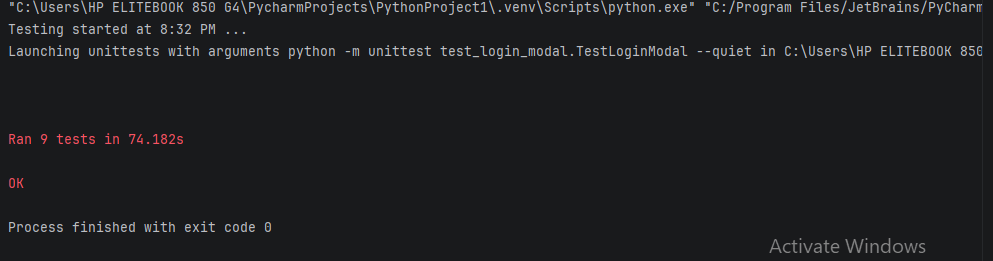 "C:\Users\HP ELITEBOOK 850 G4\PycharmProjects\PythonProject1\.venv\Scripts\python.exe" "C:/Program Files/JetBrains/PyCharm
Testing started at 8:32 PM ...
Launching unittests with arguments python -m unittest test_login_modal.TestLoginModal --quiet in C:\Users\HP ELITEBOOK 850
Ran 9 tests in 74.182s
OK
Process finished with exit code 0
Activate Windows